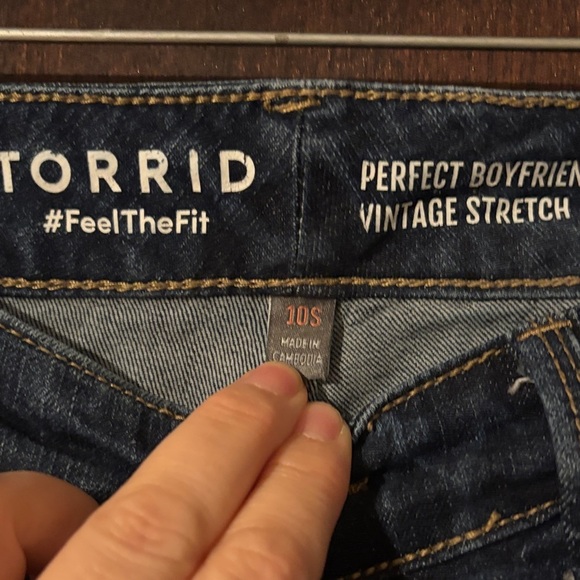 TORRID
#FeelTheFit
PERFECT BOYFRIEN
VINTAGE STRETCH
10S
MADE IN
CAMBODIA